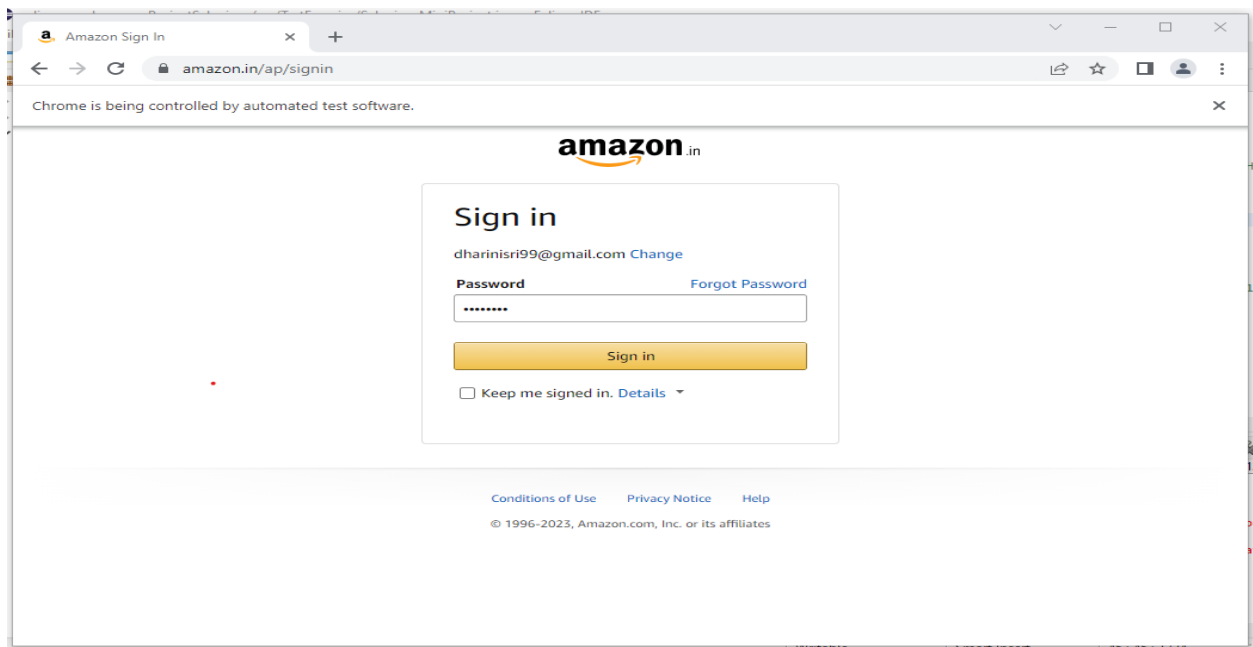 Amazon Sign In
amazon.in/ap/signin
Chrome is being controlled by automated test software.
amazon.in
Sign in
dharinisri99@gmail.com Change
Password Forgot Password
••••••••
Sign in
Keep me signed in. Details
Conditions of Use Privacy Notice Help
© 1996-2023, Amazon.com, Inc. or its affiliates